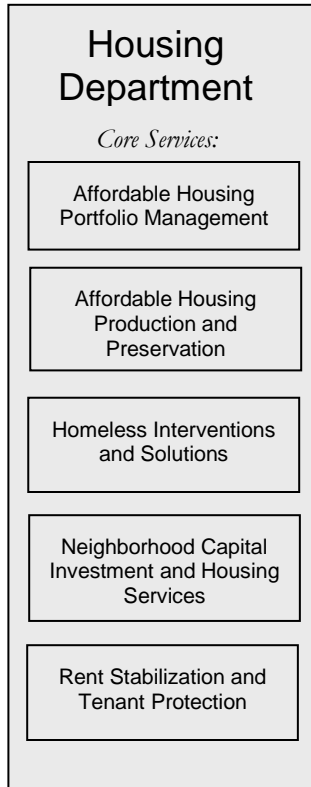 Housing
Department
Core Services:
Affordable Housing
Portfolio Management
Affordable Housing
Production and
Preservation
Homeless Interventions
and Solutions
Neighborhood Capital
Investment and Housing
Services
Rent Stabilization and
Tenant Protection